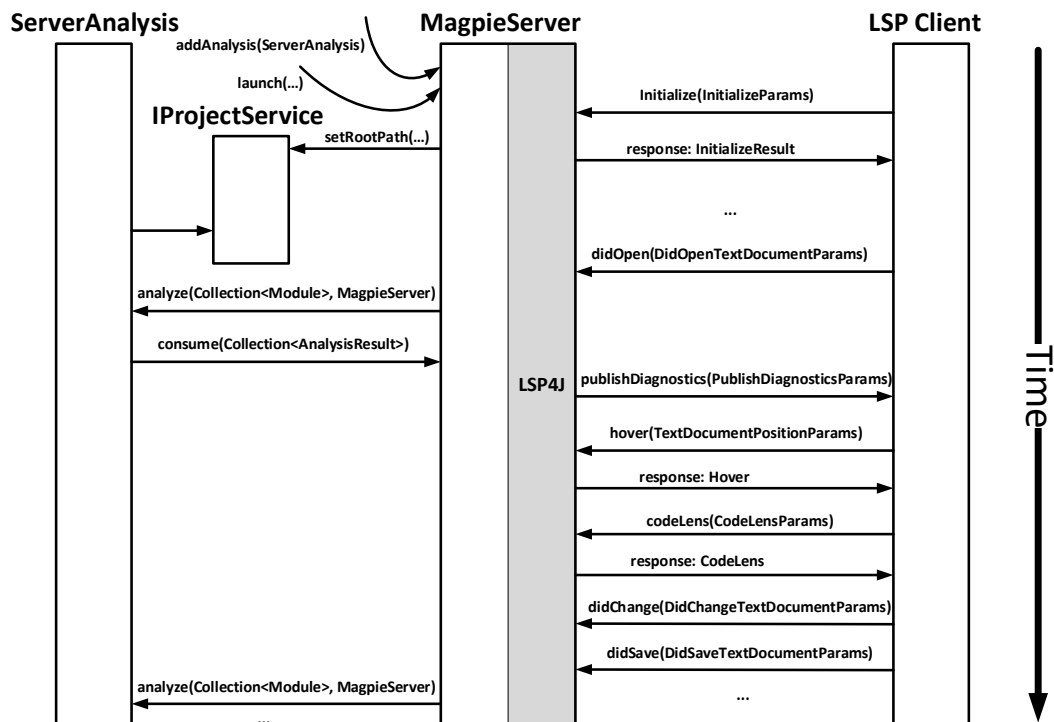 ServerAnalysis
MagpieServer
LSP Client
addAnalysis(ServerAnalysis)
launch(...)
Initialize(InitializeParams)
IProjectService
setRootPath(...)
response: InitializeResult
...
didOpen(DidOpenTextDocumentParams)
analyze(Collection<Module>, MagpieServer)
consume(Collection<AnalysisResult>)
Time
LSP4J
publishDiagnostics(PublishDiagnosticsParams)
hover(TextDocumentPositionParams)
response: Hover
codeLens(CodeLensParams)
response: CodeLens
didChange(DidChangeTextDocumentParams)
didSave(DidSaveTextDocumentParams)
analyze(Collection<Module>, MagpieServer)
...
...